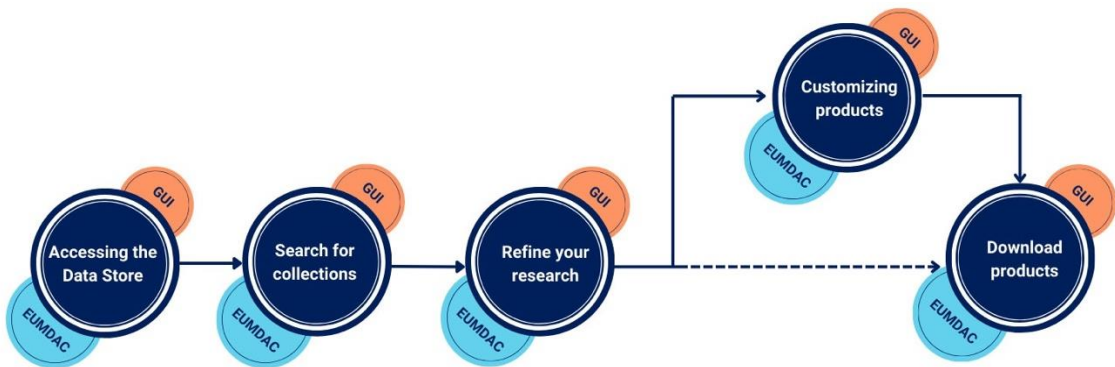 GUI
Accessing the
Data Store
EUMDAC
GUI
Search for
collections
EUMDAC
GUI
Refine your
research
EUMDAC
GUI
Customizing
products
EUMDAC
GUI
Download
products
EUMDAC